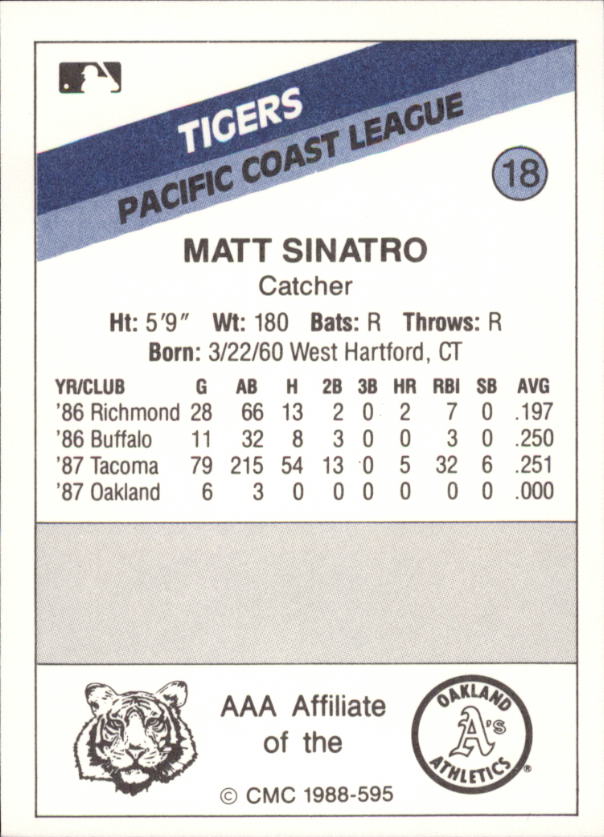 TIGERS
PACIFIC COAST LEAGUE
18
MATT SINATRO
Catcher
Ht: 5'9" Wt: 180 Bats: R Throws: R
Born: 3/22/60 West Hartford, CT
YR/CLUB G AB H 2B 3B HR RBI SB AVG
'86 Richmond 28 66 13 2 0 2 7 0 .197
'86 Buffalo 11 32 8 3 0 0 3 0 .250
'87 Tacoma 79 215 54 13 0 5 32 6 .251
'87 Oakland 6 3 0 0 0 0 0 0 .000
AAA Affiliate
of the
© CMC 1988-595
OAKLAND
A's
ATHLETICS®